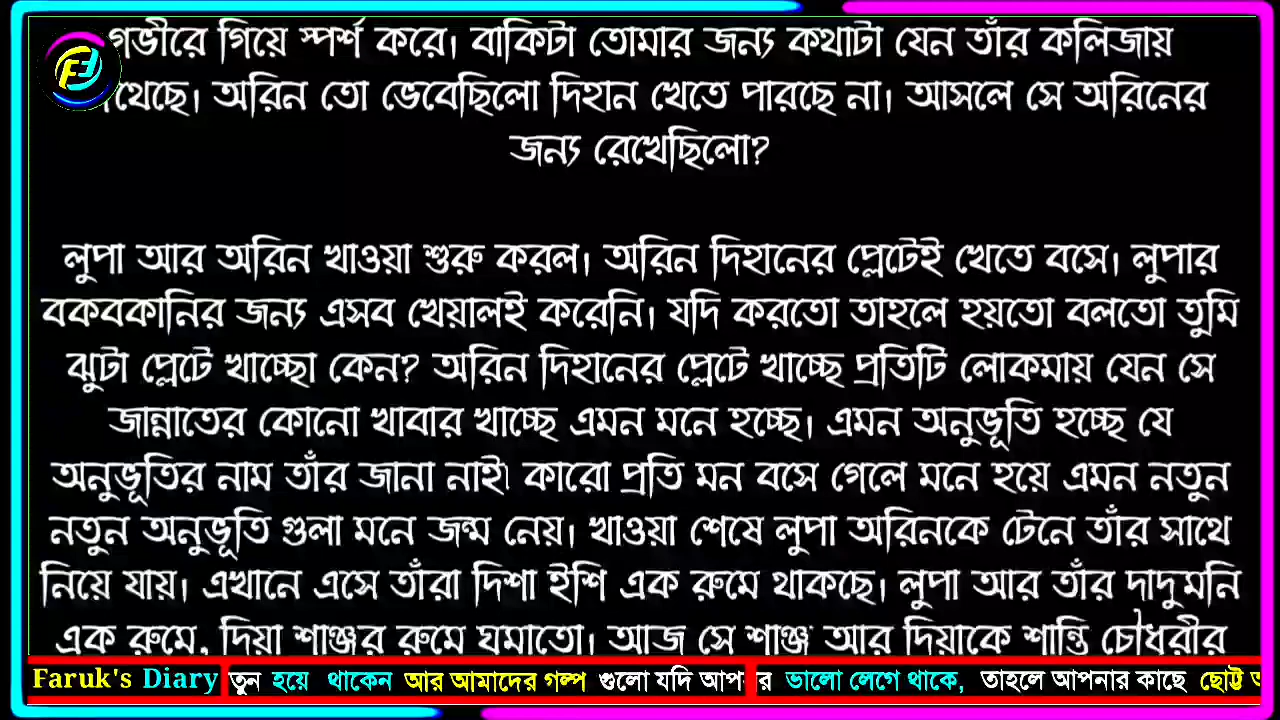 গভীরে গিয়ে স্পর্শ করে। বাকিটা তোমার জন্য কথাটা যেন তাঁর কলিজায়
অরিন তো ভেবেছিলো দিহান খেতে পারছে না। আসলে সে অরিনের
জন্য রেখেছিলো?
লুপা আর অরিন খাওয়া শুরু করল। অরিন দিহানের প্লেটেই খেতে বসে। লুপার
বকবকানির জন্য এসব খেয়ালই করেনি। যদি করতো তাহলে হয়তো বলতো তুমি
ঝুটা প্লেটে খাচ্ছো কেন? অরিন দিহানের প্লেটে খাচ্ছে প্রতিটি লোকমায় যেন সে
জান্নাতের কোনো খাবার খাচ্ছে এমন মনে হচ্ছে। এমন অনুভূতি হচ্ছে যে
অনুভূতির নাম তাঁর জানা নাই৷ কারো প্রতি মন বসে গেলে মনে হয়ে এমন নতুন
নতুন অনুভূতি গুলা মনে জন্ম নেয়। খাওয়া শেষে লুপা অরিনকে টেনে তাঁর সাথে
নিয়ে যায়। এখানে এসে তাঁরা দিশা ইশি এক রুমে থাকছে। লুপা আর তাঁর দাদুমনি
এক রুমে, দিয়া শাঞ্জুর রুমে ঘুমাতো। আজ সে শাঞ্জু আর দিয়াকে শান্তি চৌধুরীর
Faruk's Diary তুন হয়ে থাকেন আর আমাদের গল্প গুলো যদি আপ র ভালো লেগে থাকে, তাহলে আপনার কাছে ছোট্ট